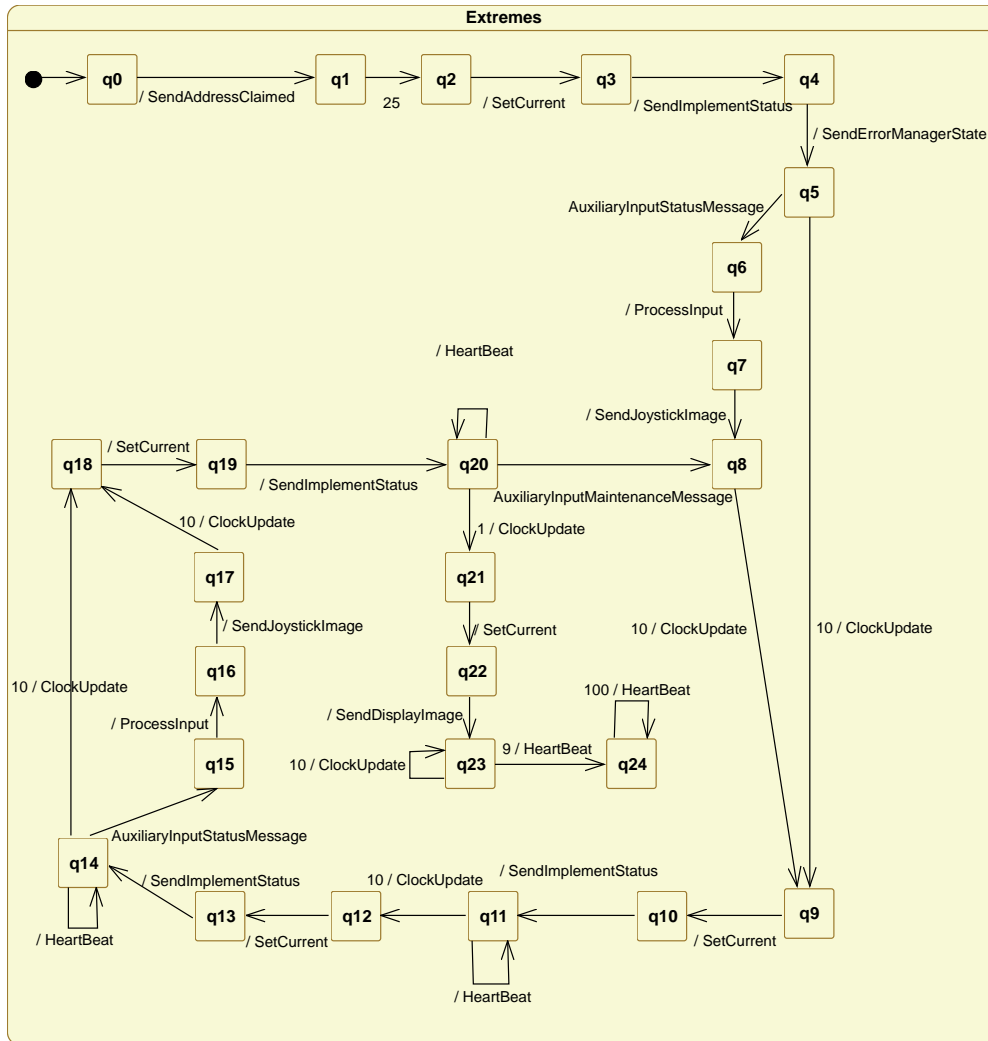 Extremes
q0
q1
q2
q3
q4
/ SendAddressClaimed
25
/ SetCurrent
/ SendImplementStatus
/ SendErrorManagerState
q5
AuxiliaryInputStatusMessage
q6
/ ProcessInput
/ HeartBeat
q7
/ SendJoystickImage
/ SetCurrent
q18
q19
q20
q8
/ SendImplementStatus
AuxiliaryInputMaintenanceMessage
10 / ClockUpdate
1 / ClockUpdate
q17
q21
/ SendJoystickImage
/ SetCurrent
10 / ClockUpdate
10 / ClockUpdate
q16
q22
10 / ClockUpdate
100 / HeartBeat
/ ProcessInput
/ SendDisplayImage
9 / HeartBeat
q15
10 / ClockUpdate
q23
q24
AuxiliaryInputStatusMessage
q14
/ SendImplementStatus
10 / ClockUpdate
/ SendImplementStatus
q13
q12
q11
q10
q9
/ HeartBeat
/ SetCurrent
/ SetCurrent
/ HeartBeat